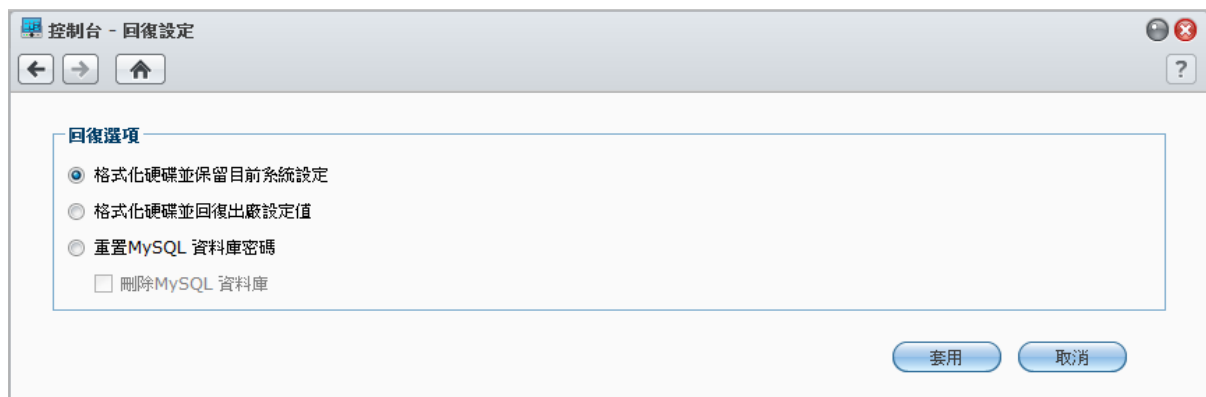 控制台 - 回復設定
?
回復選項
格式化硬碟並保留目前系統設定
格式化硬碟並回復出廠設定值
重置MySQL 資料庫密碼
刪除MySQL 資料庫
套用
取消